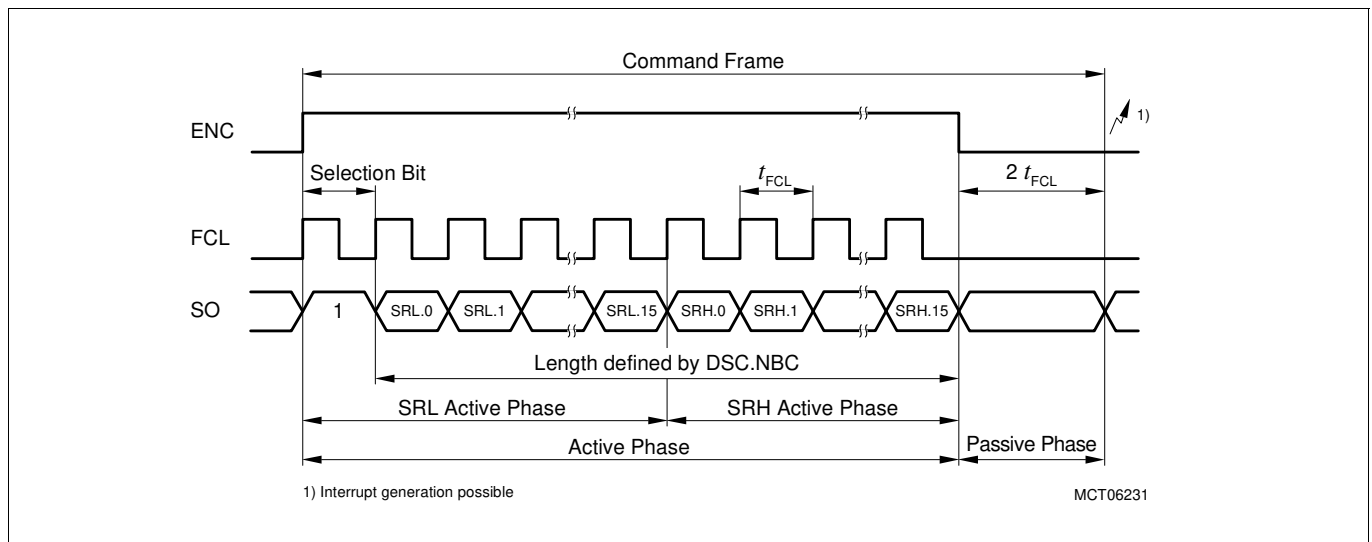 Command Frame
1)
ENC
Selection Bit
tFCL
2 tFCL
FCL
SO
1
SRL.0
SRL.1
SRL.15
SRH.0
SRH.1
SRH.15
Length defined by DSC.NBC
SRL Active Phase
SRH Active Phase
Active Phase
Passive Phase
1) Interrupt generation possible
MCT06231